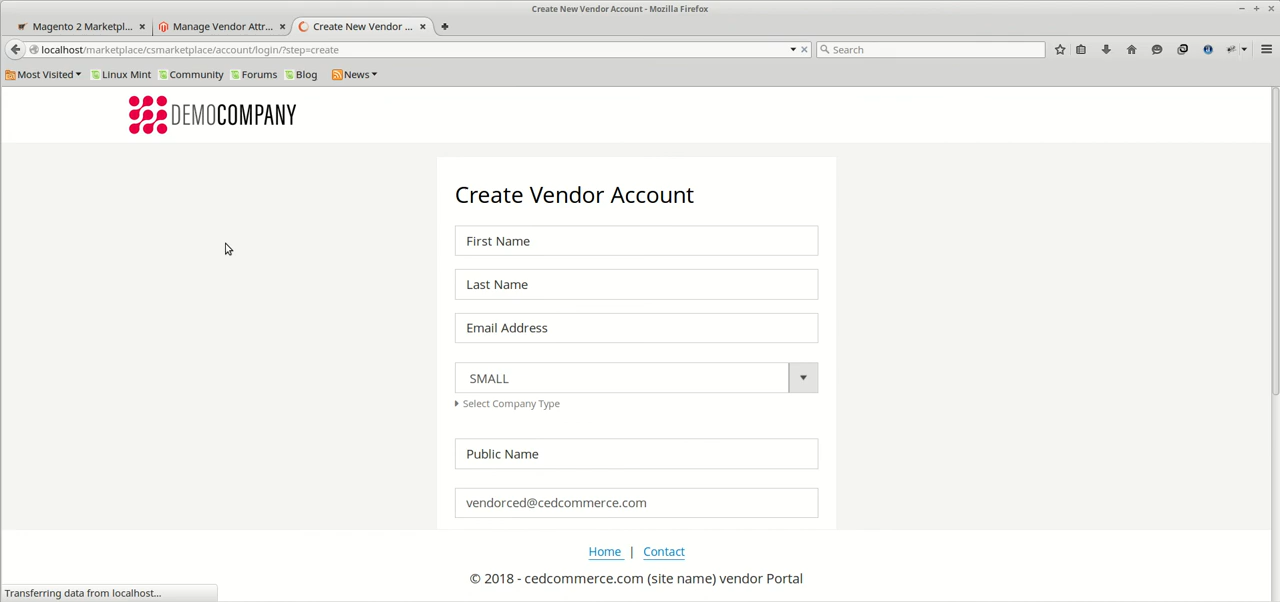 Create New Vendor Account - Mozilla Firefox
Magento 2 Marketpl...
Manage Vendor Attr...
Create New Vendor ...
localhost/marketplace/csmarketplace/account/login/?step=create
Search
Most Visited
Linux Mint
Community
Forums
Blog
News
DEMOCOMPANY
Create Vendor Account
First Name
Last Name
Email Address
SMALL
Select Company Type
Public Name
vendorced@cedcommerce.com
Home | Contact
© 2018 - cedcommerce.com (site name) vendor Portal
Transferring data from localhost...